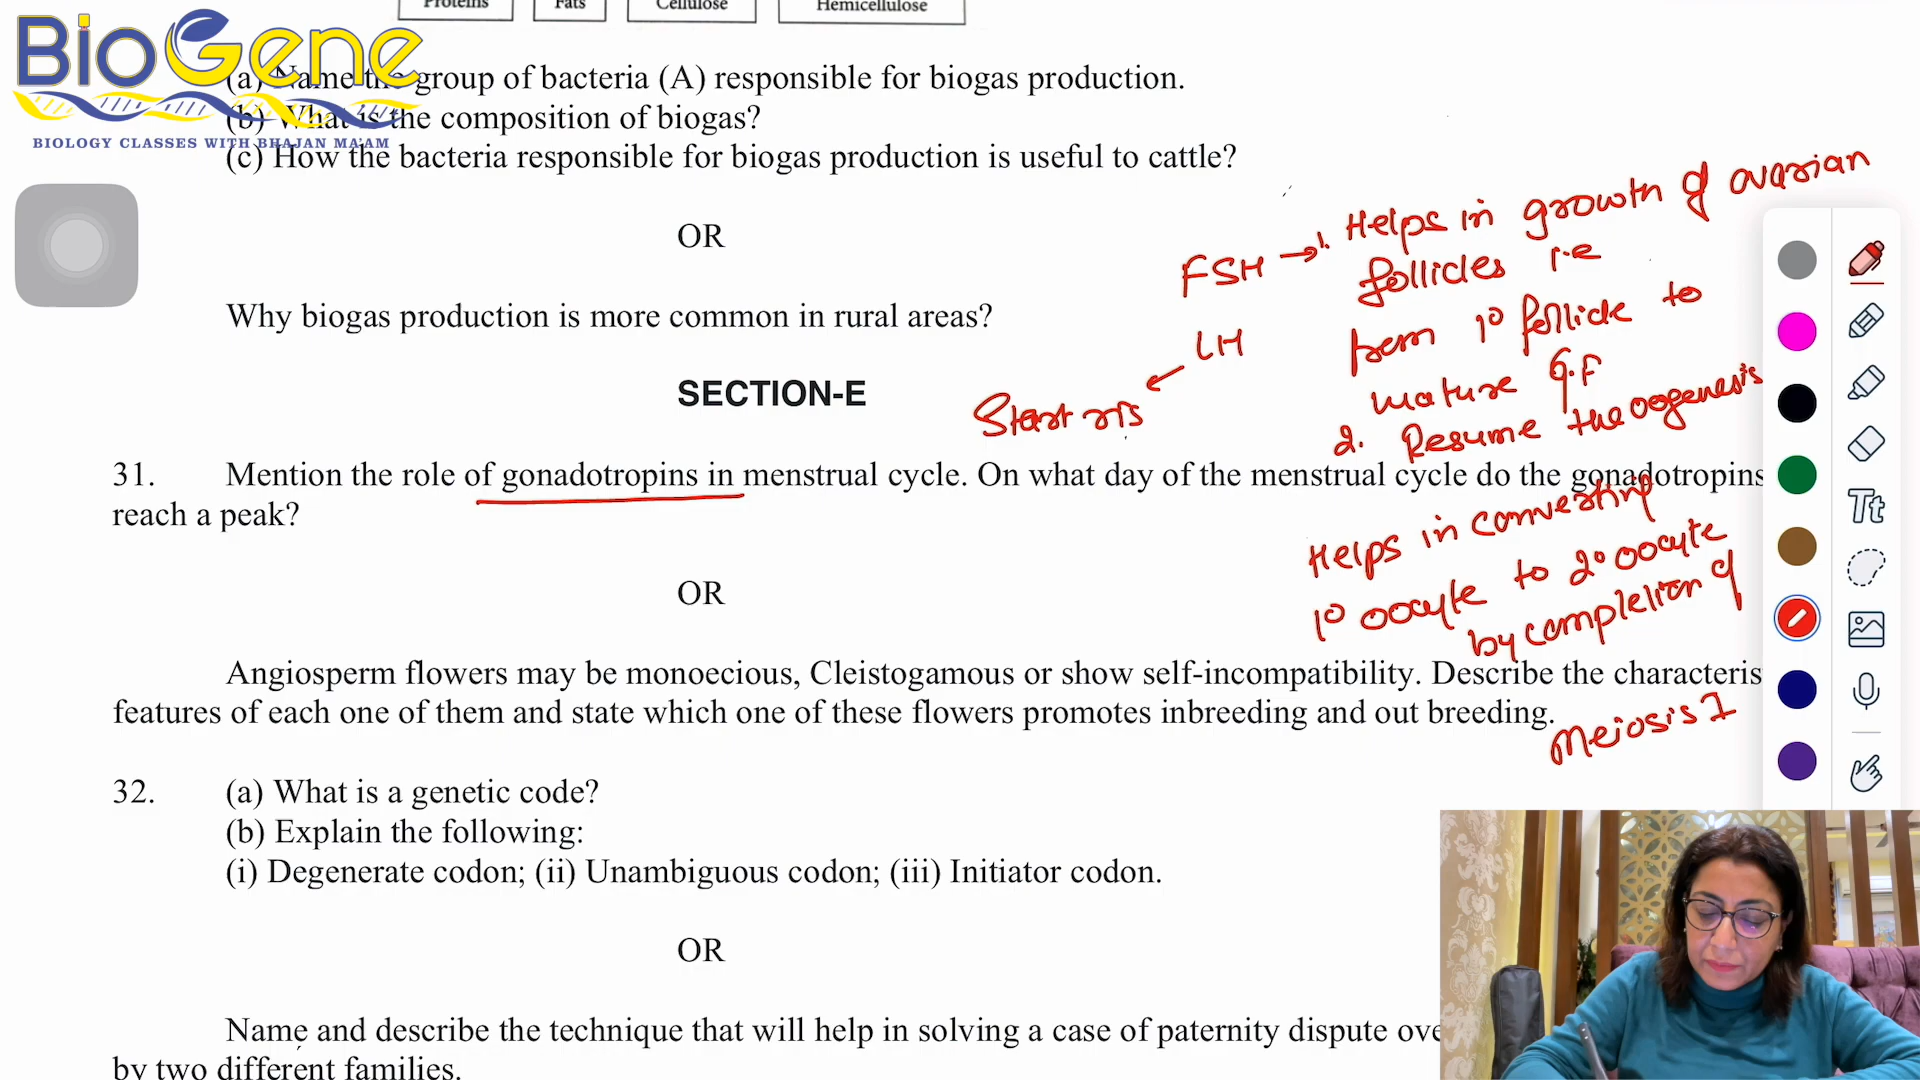 Proteins
Fats
Cellulose
Hemicellulose
BioGene
BIOLOGY CLASSES WITH BHAJAN MA'AM
(a) Name the group of bacteria (A) responsible for biogas production.
(b) What is the composition of biogas?
(c) How the bacteria responsible for biogas production is useful to cattle?
OR
Why biogas production is more common in rural areas?
SECTION-E
FSH → 1. Helps in growth of ovarian
follicles i.e
from 1º follicle to
mature G.F
2. Resume the oogenesis
LH
Start
31. Mention the role of gonadotropins in menstrual cycle. On what day of the menstrual cycle do the gonadotropins
reach a peak?
Helps in converting
1º oocyte to 2º oocyte
by completion of
Meiosis I
OR
Angiosperm flowers may be monoecious, Cleistogamous or show self-incompatibility. Describe the characteris
features of each one of them and state which one of these flowers promotes inbreeding and out breeding.
32. (a) What is a genetic code?
(b) Explain the following:
(i) Degenerate codon; (ii) Unambiguous codon; (iii) Initiator codon.
OR
Name and describe the technique that will help in solving a case of paternity dispute ove
by two different families.
Tt